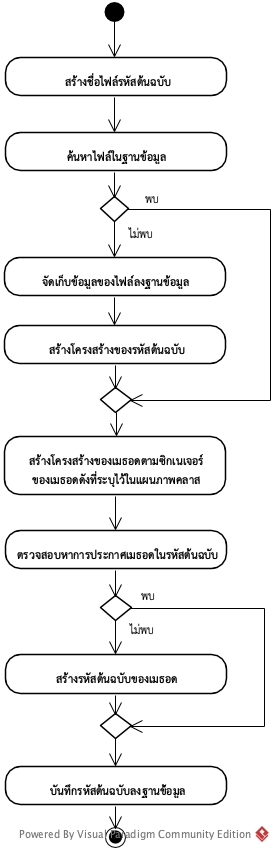 สร้างชื่อไฟล์รหัสต้นฉบับ
ค้นหาไฟล์ในฐานข้อมูล
พบ
ไม่พบ
จัดเก็บข้อมูลของไฟล์ลงฐานข้อมูล
สร้างโครงสร้างของรหัสต้นฉบับ
สร้างโครงสร้างของเมธอดตามซิกเนเจอร์
ของเมธอดดังที่ระบุไว้ในแผนภาพคลาส
ตรวจสอบหาการประกาศเมธอดในรหัสต้นฉบับ
พบ
ไม่พบ
สร้างรหัสต้นฉบับของเมธอด
บันทึกรหัสต้นฉบับลงฐานข้อมูล
Powered By Visual Paradigm Community Edition